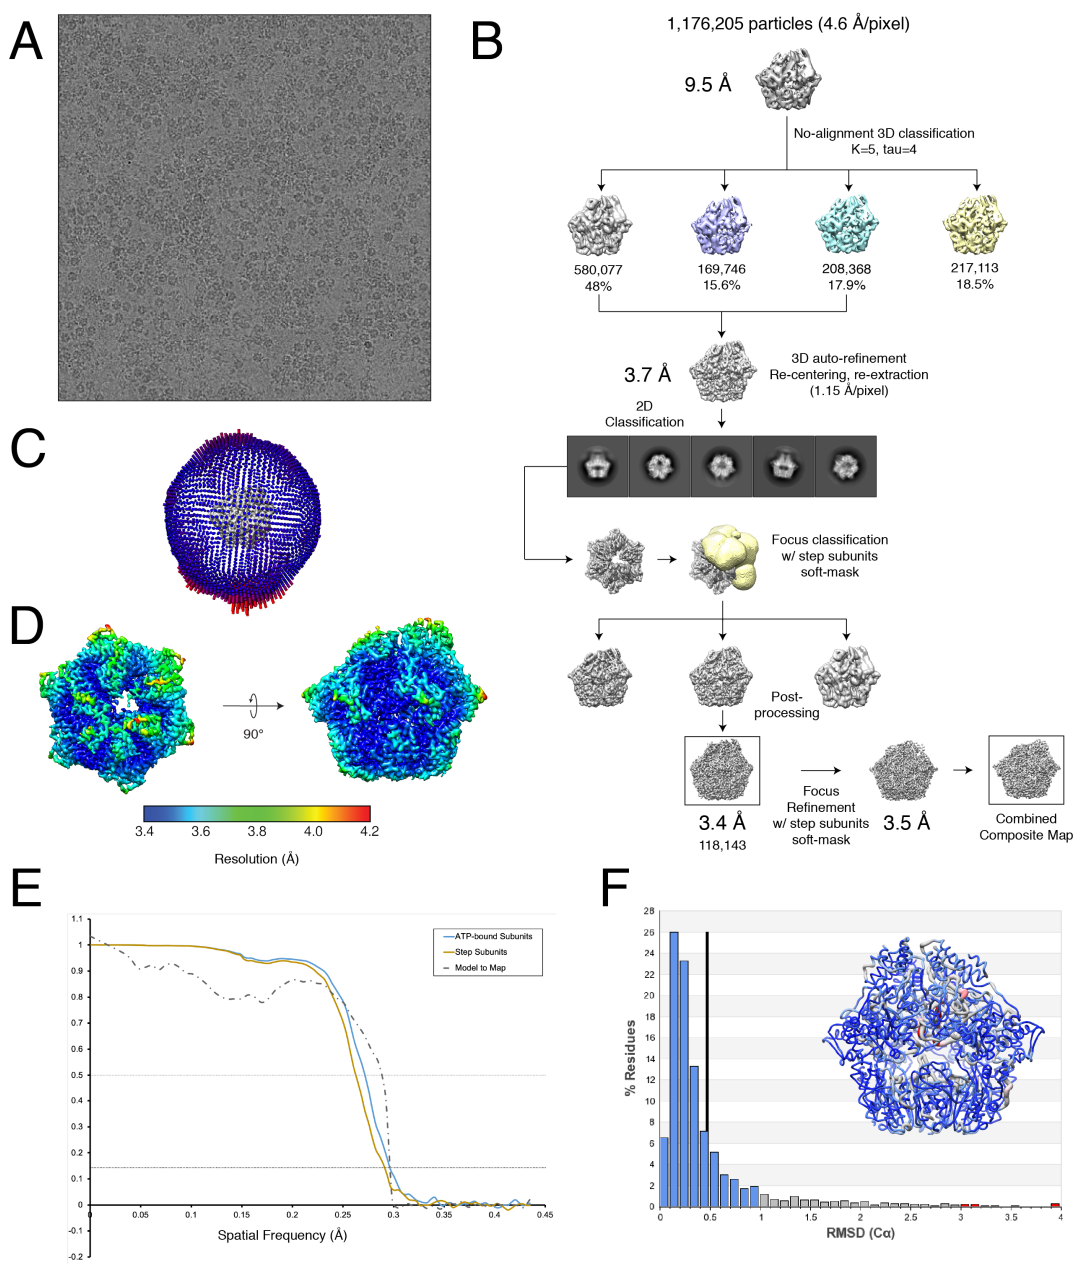 A
B
1,176,205 particles (4.6 Å/pixel)
9.5 Å
No-alignment 3D classification
K=5, tau=4
580,077
48%
169,746
15.6%
208,368
17.9%
217,113
18.5%
3.7 Å
3D auto-refinement
Re-centering, re-extraction
(1.15 Å/pixel)
2D
Classification
Focus classification
w/ step subunits
soft-mask
Post-
processing
3.4 Å
118,143
Focus
Refinement
w/ step subunits
soft-mask
3.5 Å
Combined
Composite Map
C
D
90°
3.4 3.6 3.8 4.0 4.2
Resolution (Å)
E
1.1
1
0.9
0.8
0.7
0.6
0.5
0.4
0.3
0.2
0.1
0
-0.1
-0.2
0 0.05 0.1 0.15 0.2 0.25 0.3 0.35 0.4 0.45
Spatial Frequency (Å)
ATP-bound Subunits
Step Subunits
Model to Map
F
28
26
24
22
20
18
16
14
12
10
8
6
4
2
0
% Residues
0 0.5 1 1.5 2 2.5 3 3.5 4
RMSD (Cα)